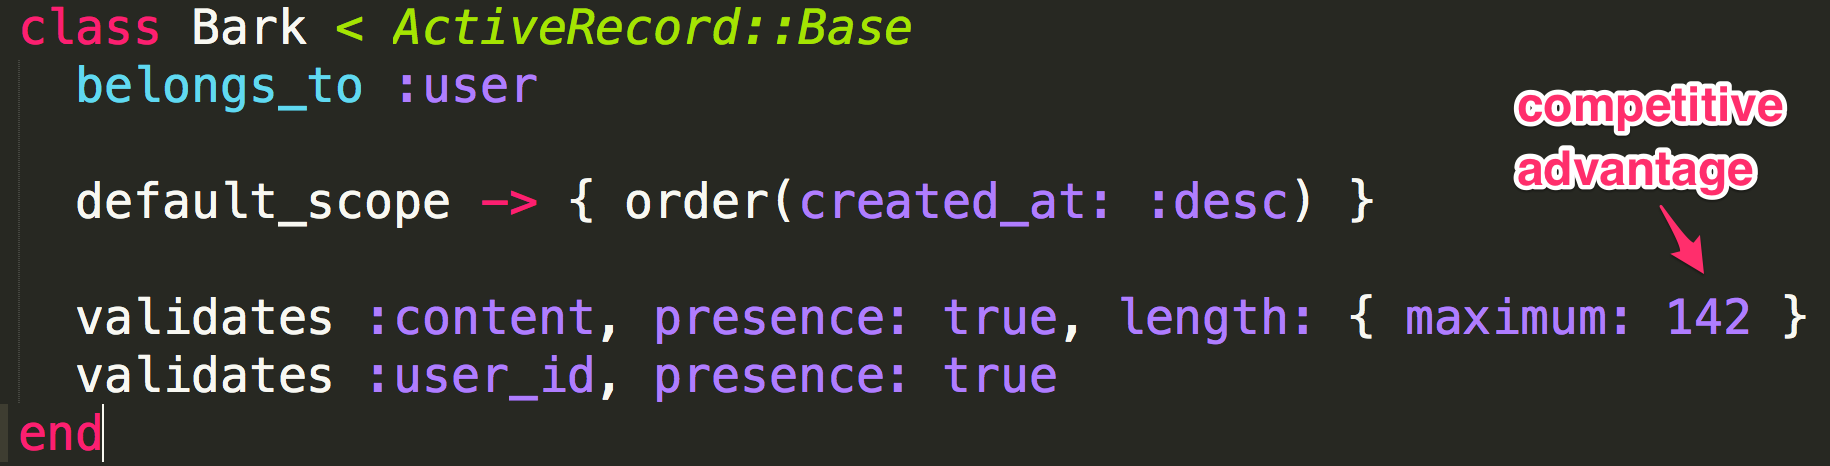 class Bark < ActiveRecord::Base
belongs_to :user
competitive
advantage
default_scope -> { order(created_at: :desc) }
validates :content, presence: true, length: { maximum: 142 }
validates :user_id, presence: true
end